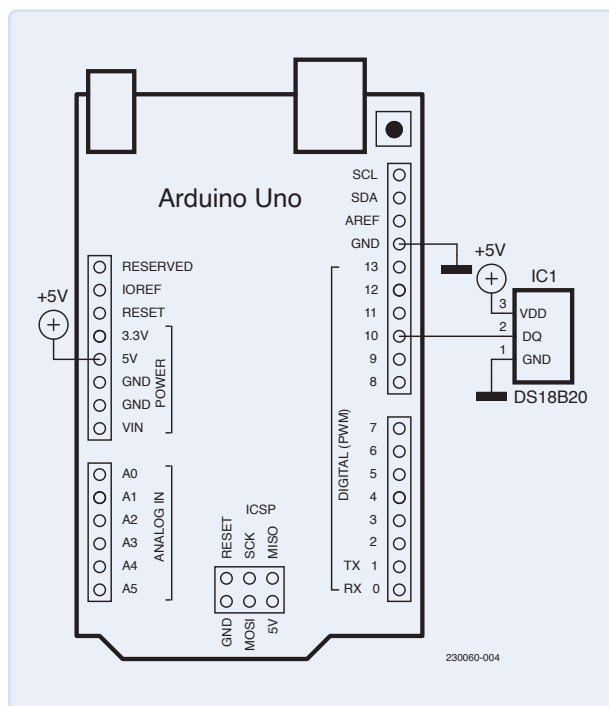 Arduino Uno
SCL
SDA
AREF
GND
13
12
11
10
9
8
7
6
5
4
3
2
TX 1
RX 0
DIGITAL (PWM)
RESERVED
IOREF
RESET
3.3V
5V
GND
GND
VIN
POWER
+5V
A0
A1
A2
A3
A4
A5
ANALOG IN
ICSP
RESET
SCK
MISO
GND
MOSI
5V
+5V
IC1
3 VDD
2 DQ
1 GND
DS18B20
230060-004